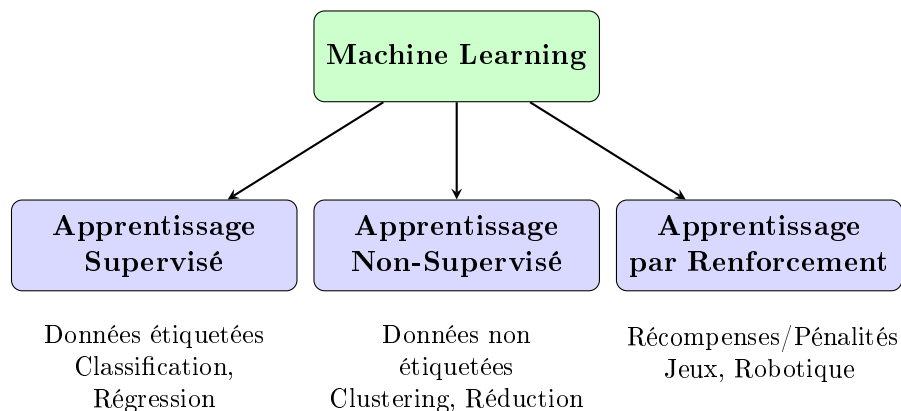 Machine Learning
Apprentissage
Supervisé
Apprentissage
Non-Supervisé
Apprentissage
par Renforcement
Données étiquetées
Classification,
Régression
Données non
étiquetées
Clustering, Réduction
Récompenses/Pénalités
Jeux, Robotique